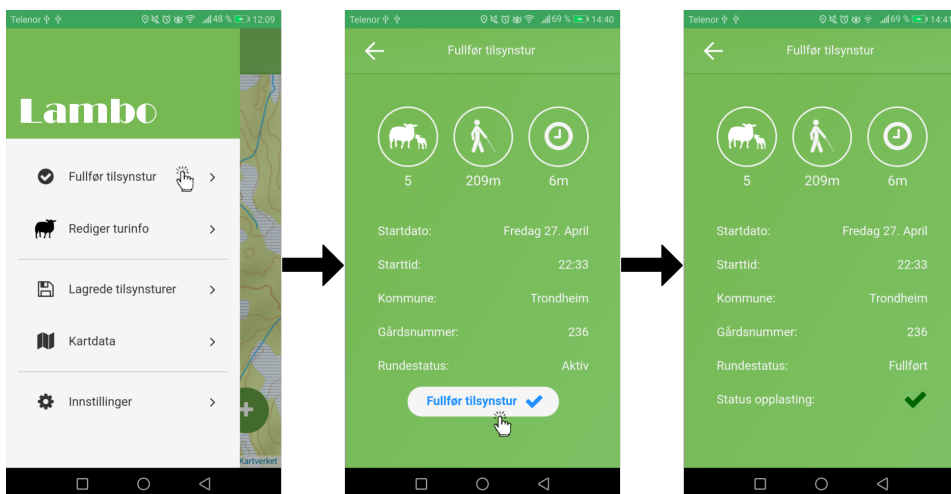 Telenor 48 % 12:09
Lambo
Fullfør tilsynstur
Rediger turinfo
Lagrede tilsynsturer
Kartdata
Innstillinger
Kartverket
Telenor 69 % 14:40
Fullfør tilsynstur
5 209m 6m
Startdato: Fredag 27. April
Starttid: 22:33
Kommune: Trondheim
Gårdsnummer: 236
Rundestatus: Aktiv
Fullfør tilsynstur
Telenor 69 % 14:41
Fullfør tilsynstur
5 209m 6m
Startdato: Fredag 27. April
Starttid: 22:33
Kommune: Trondheim
Gårdsnummer: 236
Rundestatus: Fullført
Status opplasting: